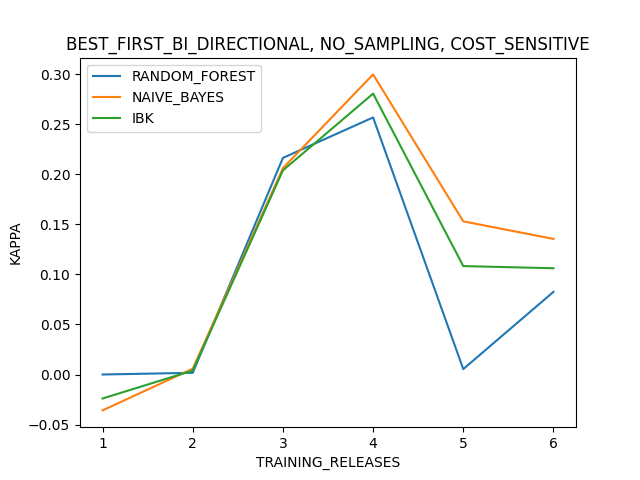 BEST_FIRST_BI_DIRECTIONAL, NO_SAMPLING, COST_SENSITIVE
RANDOM_FOREST
NAIVE_BAYES
IBK
0.30
0.25
0.20
0.15
0.10
0.05
0.00
−0.05
KAPPA
1 2 3 4 5 6
TRAINING_RELEASES